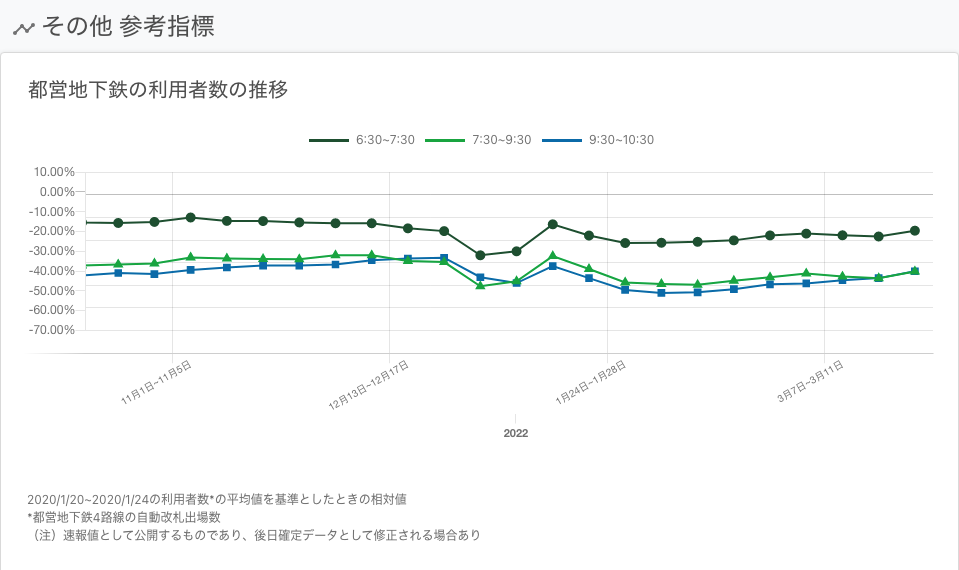 その他 参考指標
都営地下鉄の利用者数の推移
6:30~7:30 7:30~9:30 9:30~10:30
10.00%
0.00%
-10.00%
-20.00%
-30.00%
-40.00%
-50.00%
-60.00%
-70.00%
11月1日~11月5日 12月13日~12月17日 1月24日~1月28日 3月7日~3月11日
2022
2020/1/20~2020/1/24の利用者数*の平均値を基準としたときの相対値
*都営地下鉄4路線の自動改札出場数
（注）速報値として公開するものであり、後日確定データとして修正される場合あり